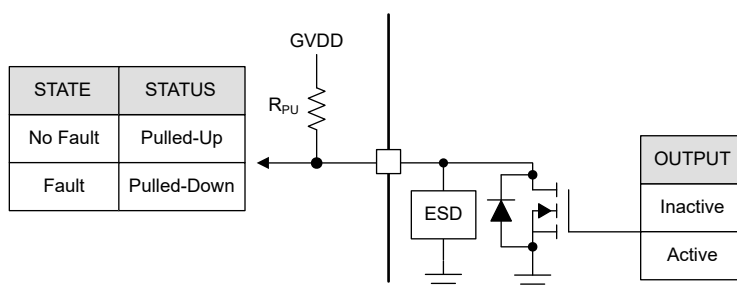 GVDD
R_PU
STATE STATUS
No Fault Pulled-Up
Fault Pulled-Down
ESD
OUTPUT
Inactive
Active